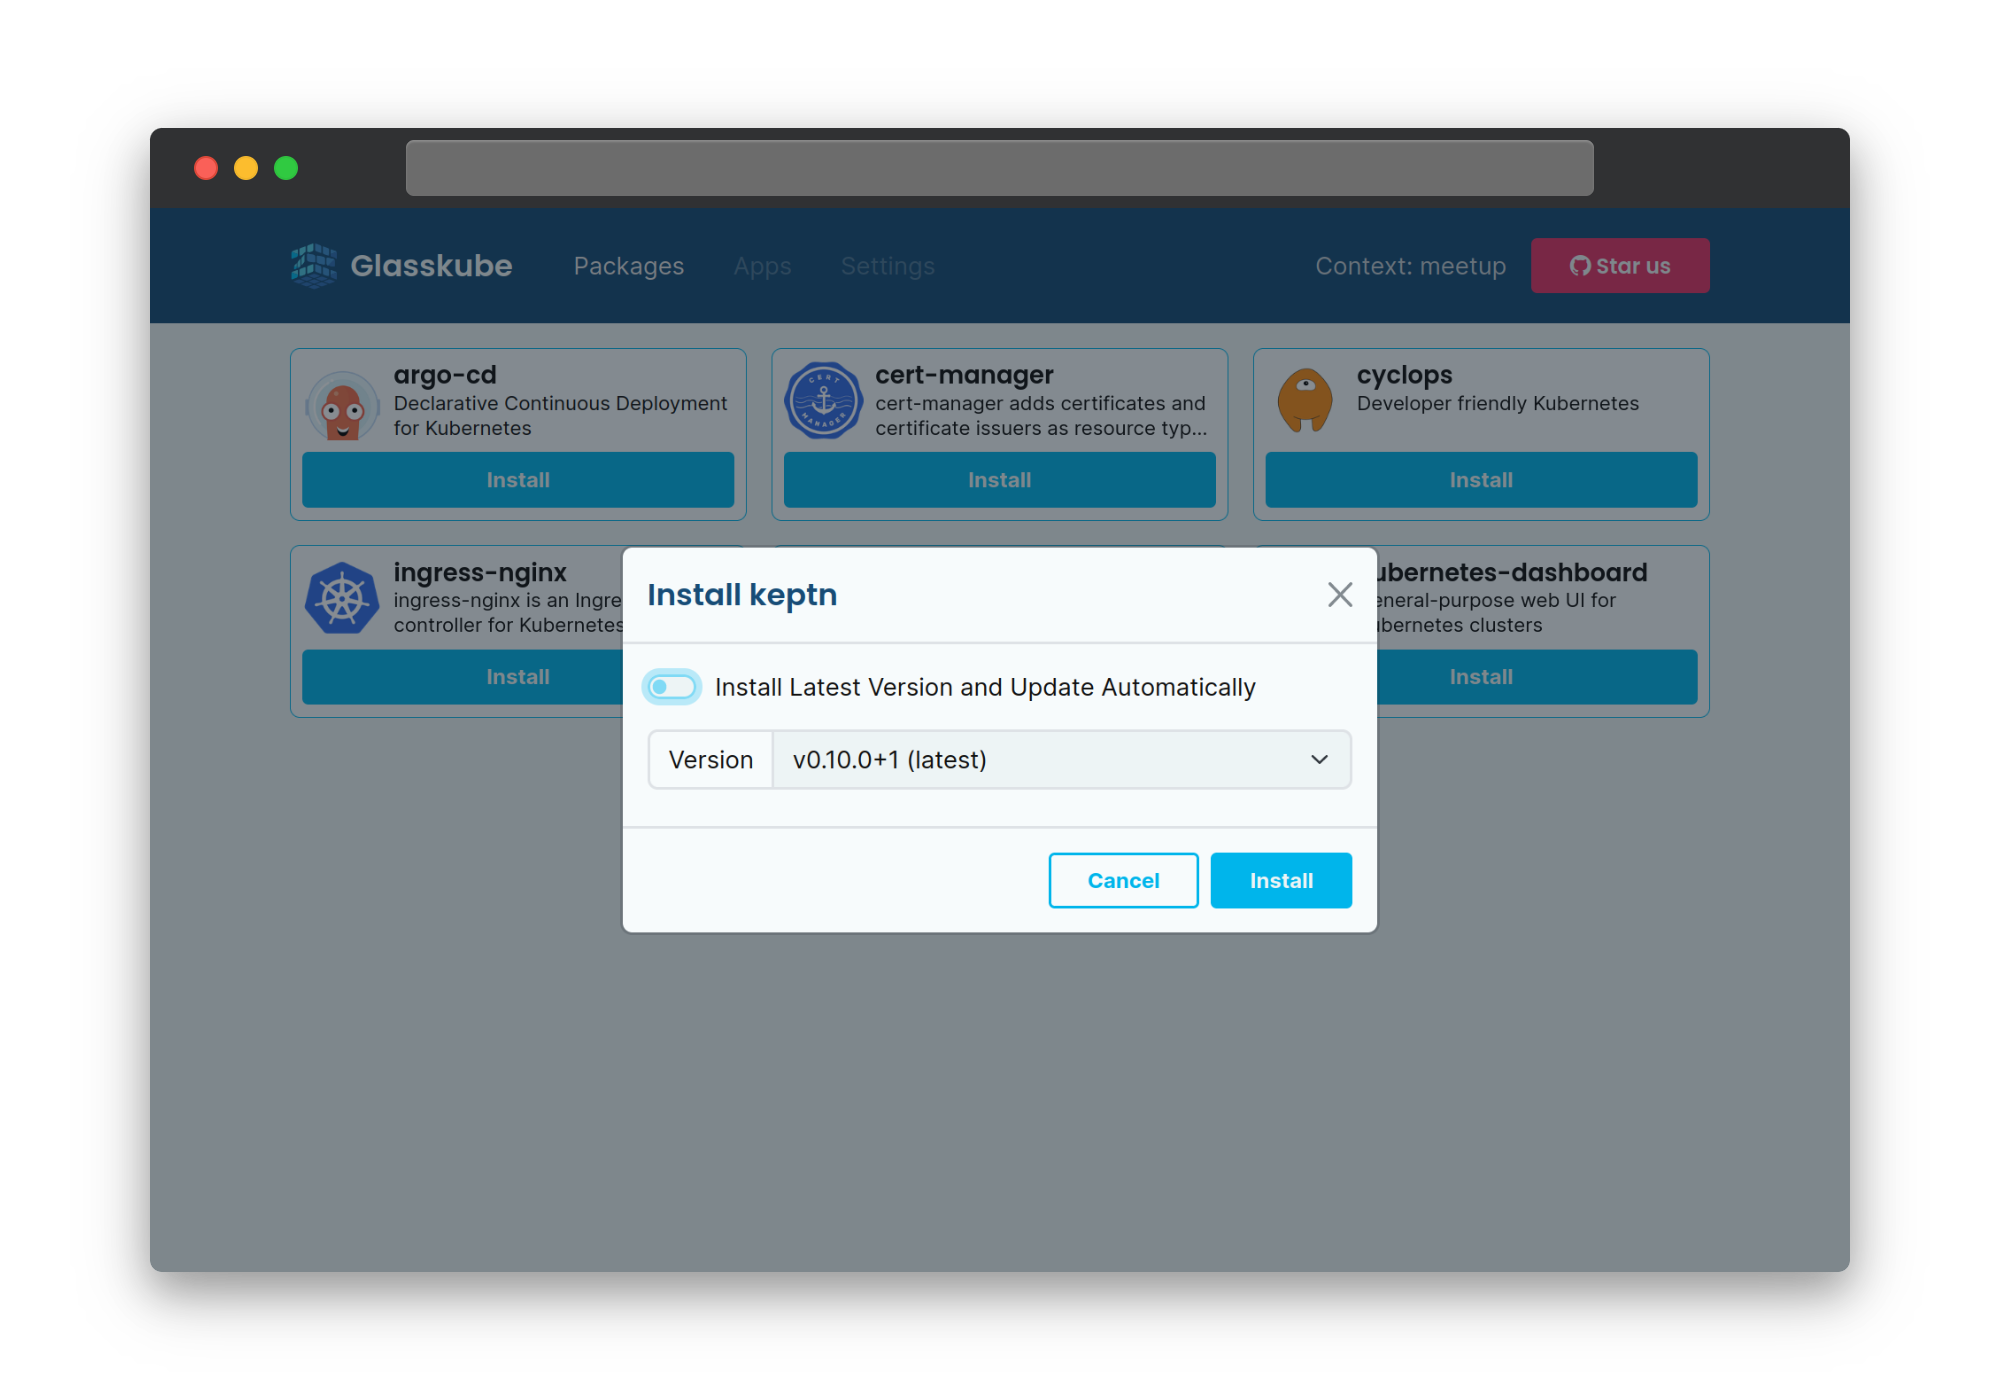 Glasskube Packages Apps Settings Context: meetup Star us
argo-cd
Declarative Continuous Deployment
for Kubernetes
Install
CERT
MANAGER
cert-manager
cert-manager adds certificates and
certificate issuers as resource typ...
Install
cyclops
Developer friendly Kubernetes
Install
ingress-nginx
ingress-nginx is an Ingre
controller for Kubernetes
Install
ubernetes-dashboard
eneral-purpose web UI for
ubernetes clusters
Install
Install keptn
Install Latest Version and Update Automatically
Version v0.10.0+1 (latest)
Cancel Install